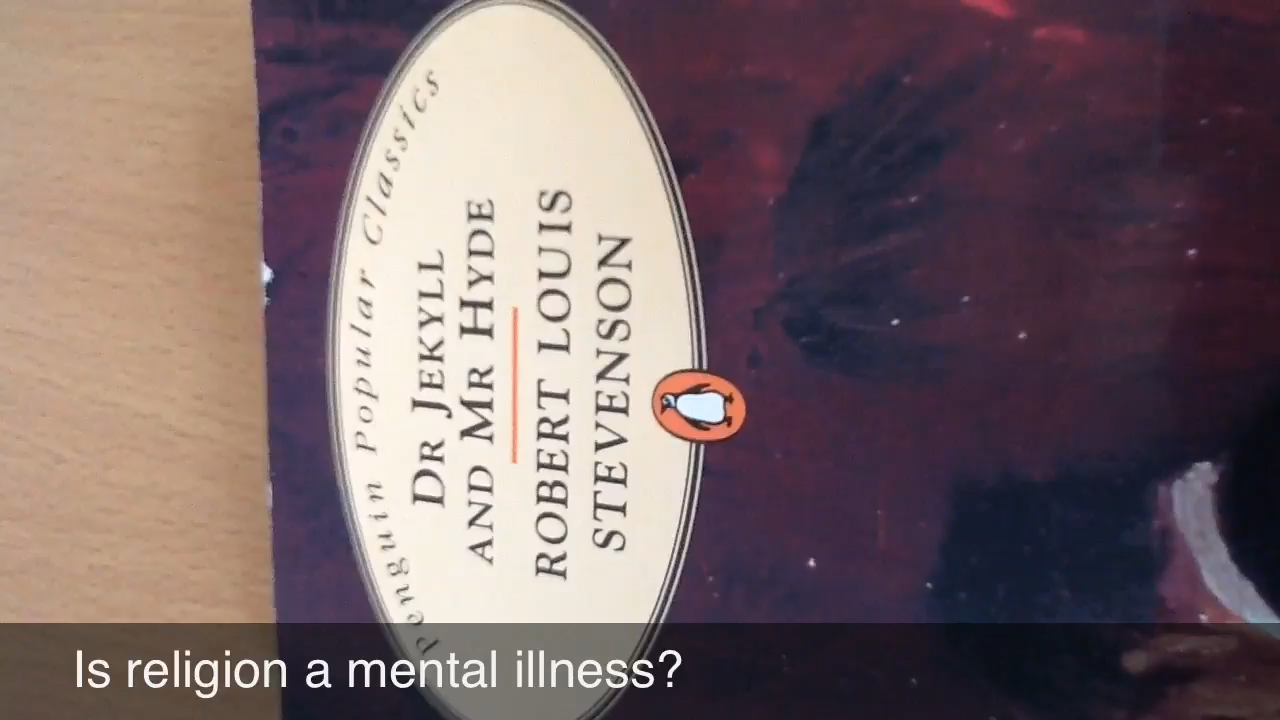 Penguin Popular Classics
DR JEKYLL
AND MR HYDE
ROBERT LOUIS
STEVENSON
Is religion a mental illness?